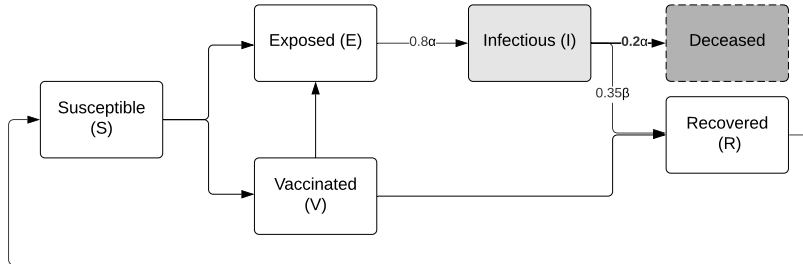 Exposed (E)
0.8α
Infectious (I)
0.2α
Deceased
Susceptible
(S)
0.35β
Recovered
(R)
Vaccinated
(V)